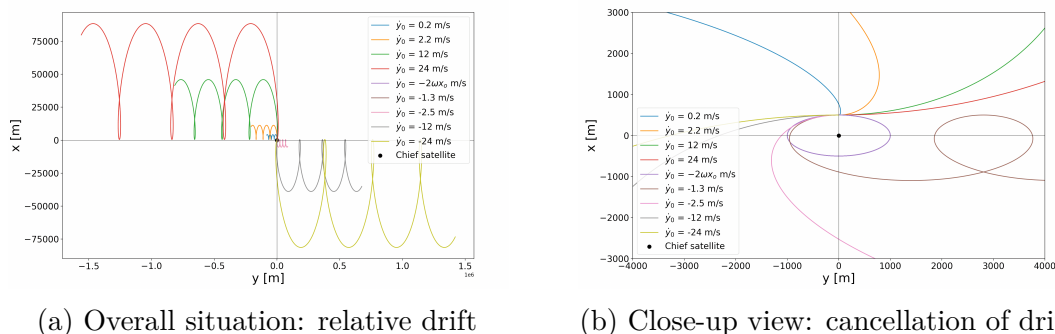 75000
50000
25000
0
−25000
−50000
−75000
x [m]
−1.5
−1.0
−0.5
0.0
0.5
1.0
1.5
1e6
y [m]
ẏ₀ = 0.2 m/s
ẏ₀ = 2.2 m/s
ẏ₀ = 12 m/s
ẏ₀ = 24 m/s
ẏ₀ = −2ωxₒ m/s
ẏ₀ = -1.3 m/s
ẏ₀ = -2.5 m/s
ẏ₀ = -12 m/s
ẏ₀ = -24 m/s
Chief satellite
(a) Overall situation: relative drift
3000
2000
1000
0
−1000
−2000
−3000
x [m]
−4000
−3000
−2000
−1000
0
1000
2000
3000
4000
y [m]
ẏ₀ = 0.2 m/s
ẏ₀ = 2.2 m/s
ẏ₀ = 12 m/s
ẏ₀ = 24 m/s
ẏ₀ = −2ωxₒ m/s
ẏ₀ = -1.3 m/s
ẏ₀ = -2.5 m/s
ẏ₀ = -12 m/s
ẏ₀ = -24 m/s
Chief satellite
(b) Close-up view: cancellation of dri